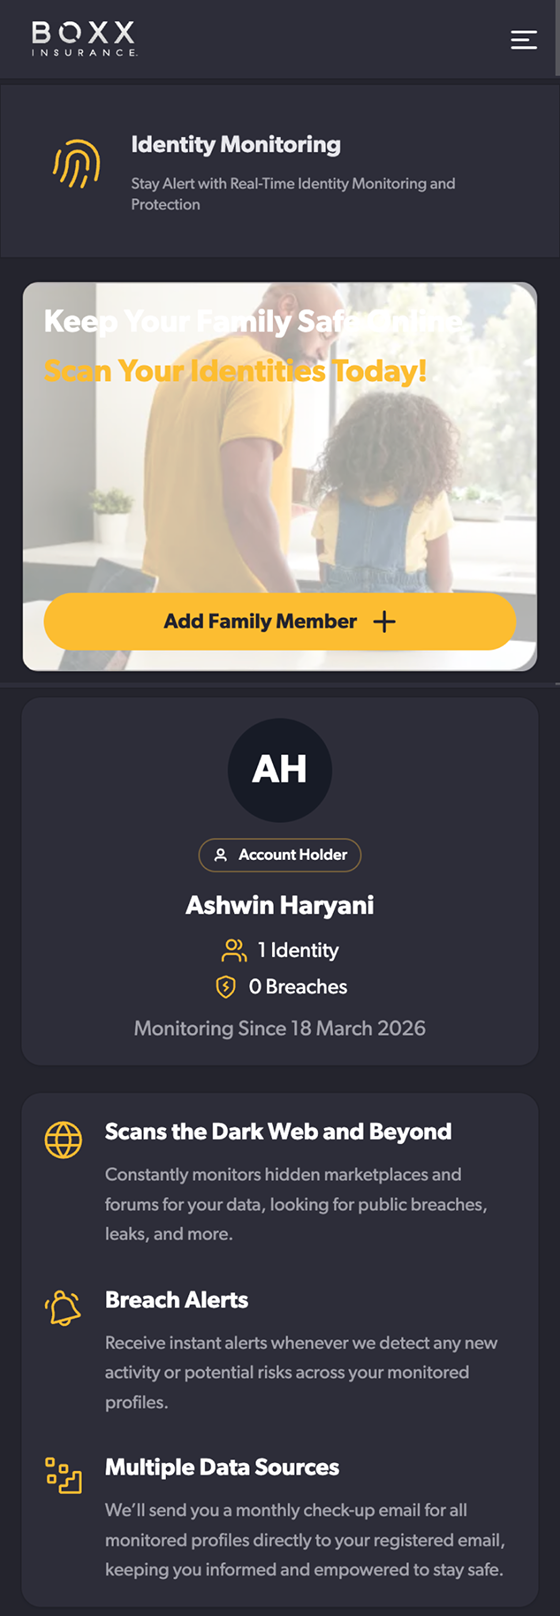 BOXX
INSURANCE.
Identity Monitoring
Stay Alert with Real-Time Identity Monitoring and
Protection
Keep Your Family Safe Online
Scan Your Identities Today!
Add Family Member
AH
Account Holder
Ashwin Haryani
1 Identity
0 Breaches
Monitoring Since 18 March 2026
Scans the Dark Web and Beyond
Constantly monitors hidden marketplaces and
forums for your data, looking for public breaches,
leaks, and more.
Breach Alerts
Receive instant alerts whenever we detect any new
activity or potential risks across your monitored
profiles.
Multiple Data Sources
We’ll send you a monthly check-up email for all
monitored profiles directly to your registered email,
keeping you informed and empowered to stay safe.